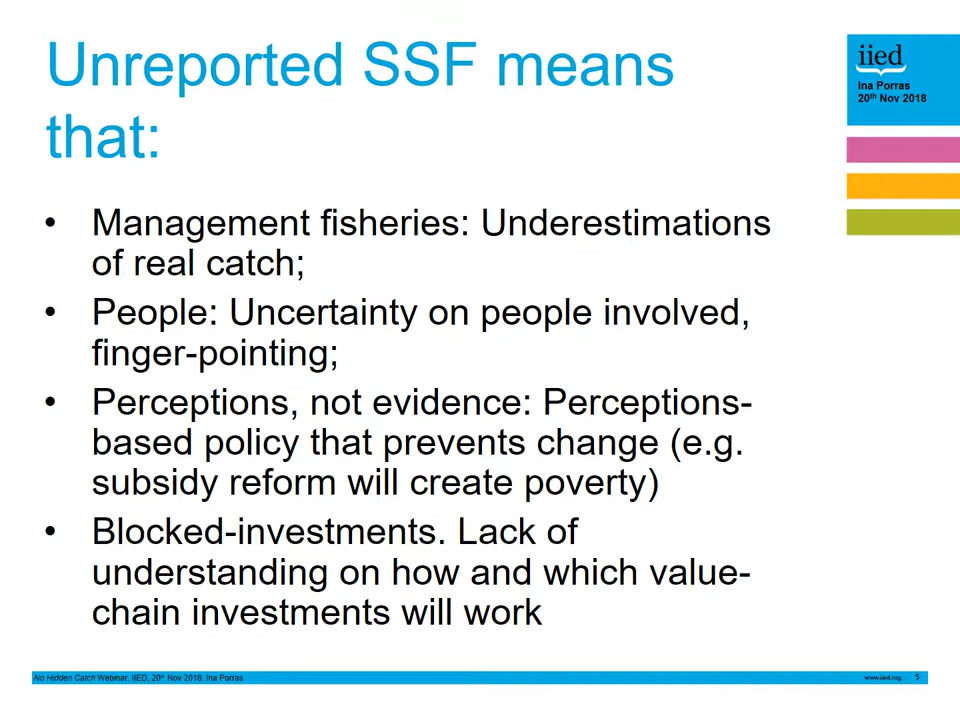 Unreported SSF means
that:
iied
Ina Porras
20th Nov 2018
• Management fisheries: Underestimations
of real catch;
• People: Uncertainty on people involved,
finger-pointing;
• Perceptions, not evidence: Perceptions-
based policy that prevents change (e.g.
subsidy reform will create poverty)
• Blocked-investments. Lack of
understanding on how and which value-
chain investments will work
No Hidden Catch Webinar, IIED, 20th Nov 2018. Ina Porras
www.iied.org 5